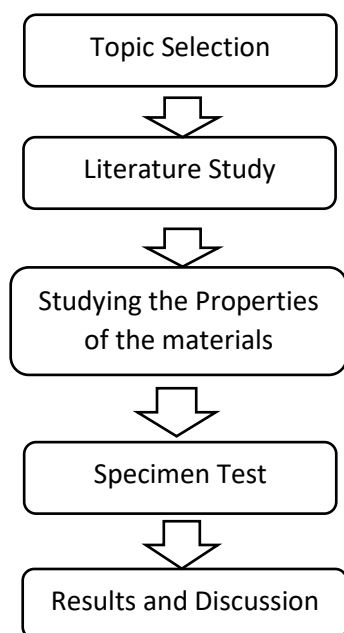 Topic Selection
Literature Study
Studying the Properties
of the materials
Specimen Test
Results and Discussion